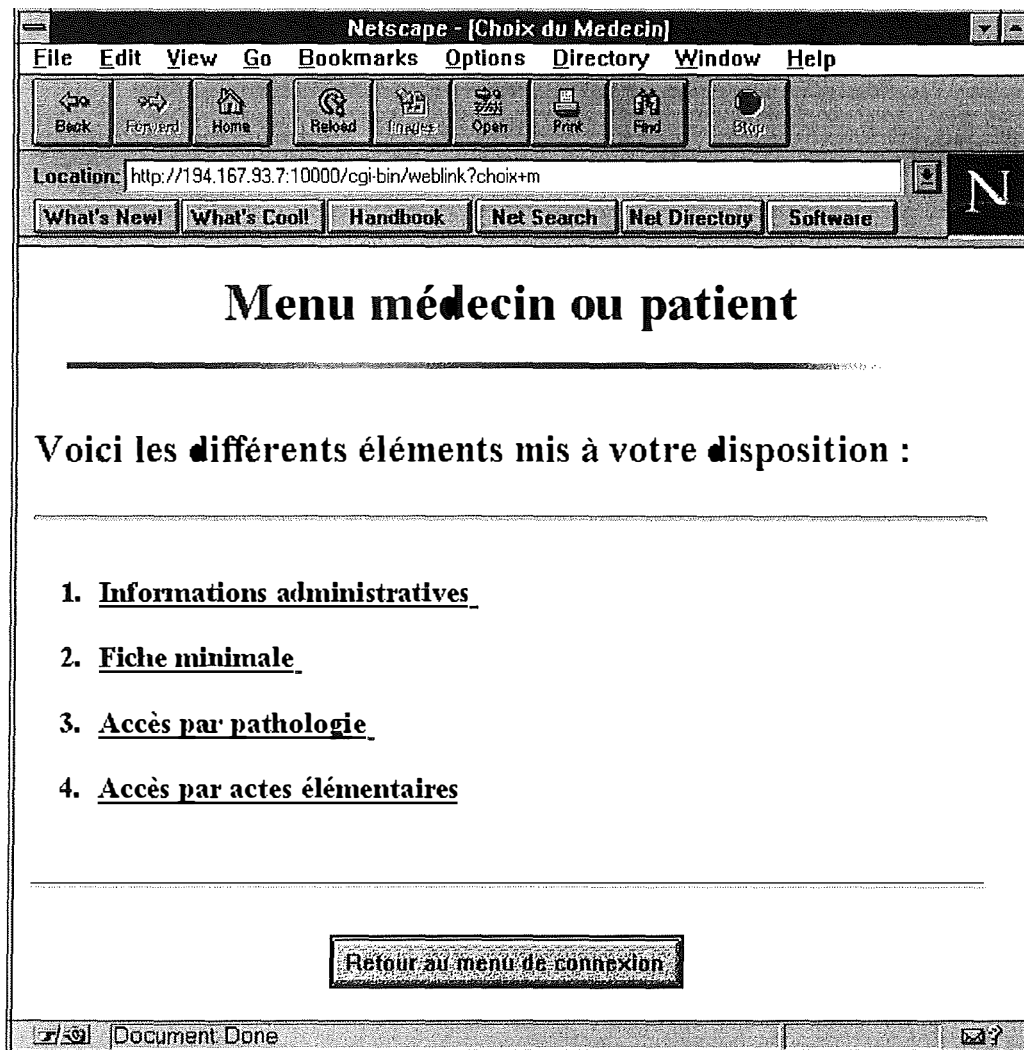 Netscape - [Choix du Medecin]
File Edit View Go Bookmarks Options Directory Window Help
Back Forward Home Reload Images Open Print Find Stop
Location: http://194.167.93.7:10000/cgi-bin/weblink?choix+m
N
What's New! What's Cool! Handbook Net Search Net Directory Software
Menu médecin ou patient
Voici les différents éléments mis à votre disposition :
1. Informations administratives
2. Fiche minimale
3. Accès par pathologie
4. Accès par actes élémentaires
Retour au menu de connexion
Document: Done
?